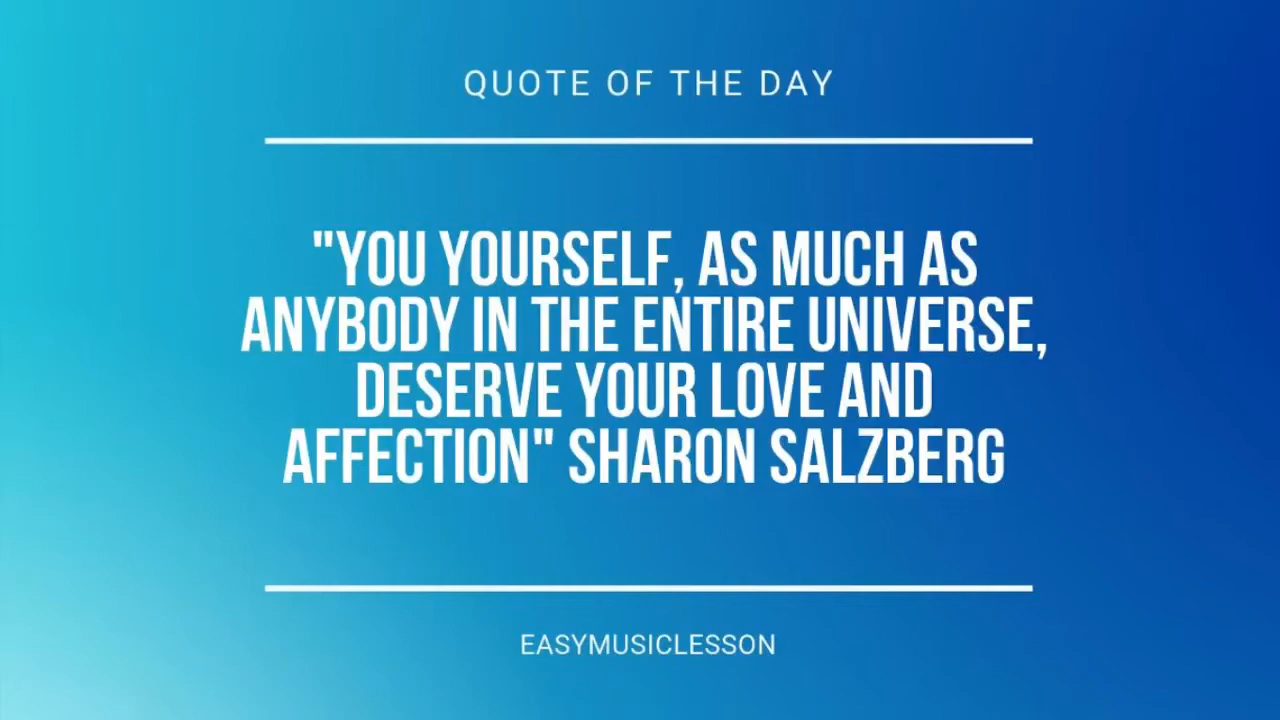 QUOTE OF THE DAY
"YOU YOURSELF, AS MUCH AS
ANYBODY IN THE ENTIRE UNIVERSE,
DESERVE YOUR LOVE AND
AFFECTION" SHARON SALZBERG
EASYMUSICLESSON